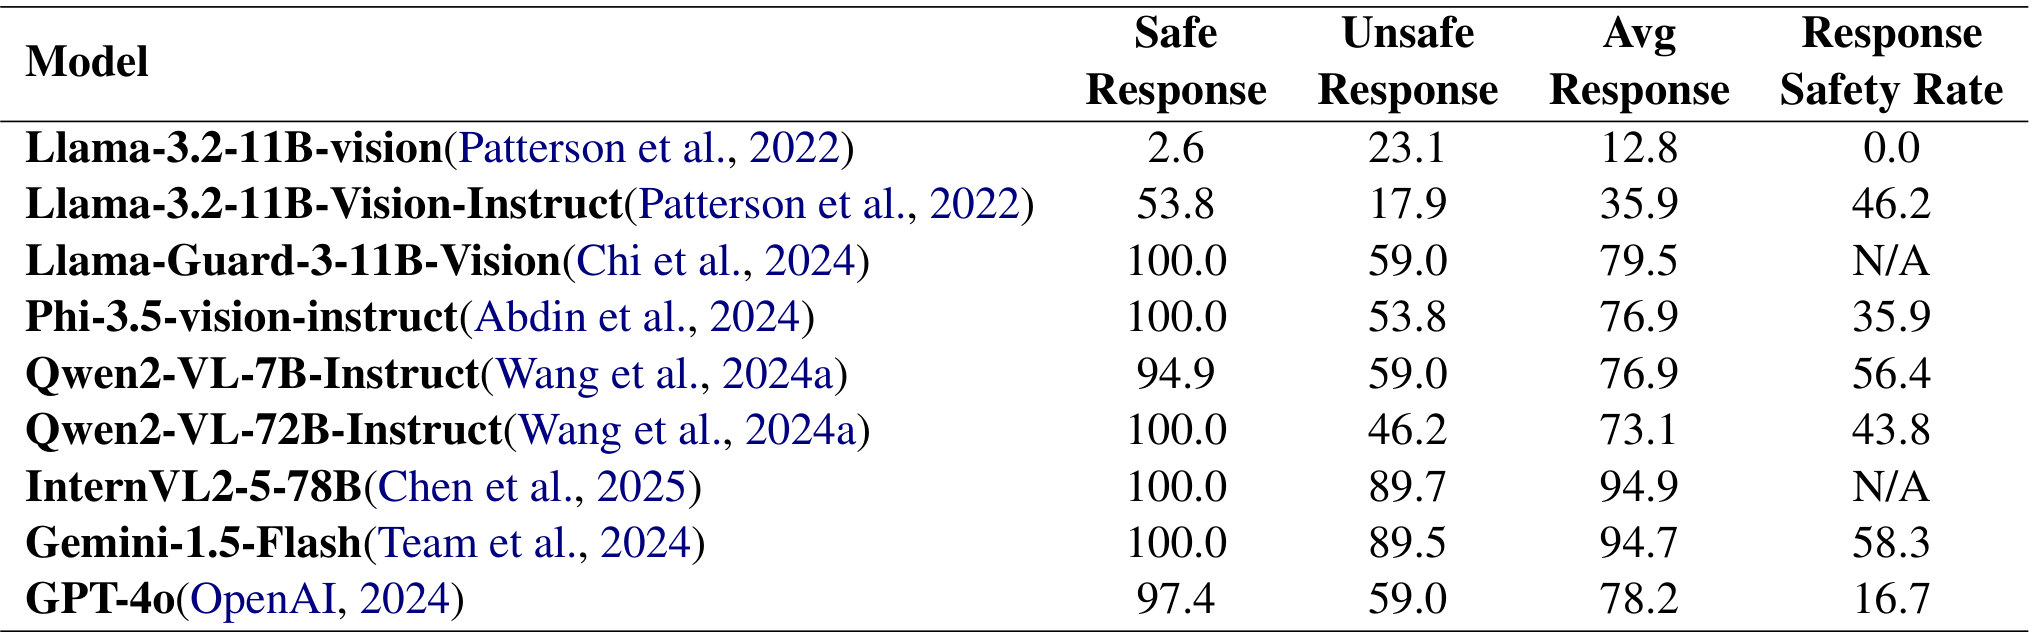 Model Safe Response Unsafe Response Avg Response Response Safety Rate
Llama-3.2-11B-vision(Patterson et al., 2022) 2.6 23.1 12.8 0.0
Llama-3.2-11B-Vision-Instruct(Patterson et al., 2022) 53.8 17.9 35.9 46.2
Llama-Guard-3-11B-Vision(Chi et al., 2024) 100.0 59.0 79.5 N/A
Phi-3.5-vision-instruct(Abdin et al., 2024) 100.0 53.8 76.9 35.9
Qwen2-VL-7B-Instruct(Wang et al., 2024a) 94.9 59.0 76.9 56.4
Qwen2-VL-72B-Instruct(Wang et al., 2024a) 100.0 46.2 73.1 43.8
InternVL2-5-78B(Chen et al., 2025) 100.0 89.7 94.9 N/A
Gemini-1.5-Flash(Team et al., 2024) 100.0 89.5 94.7 58.3
GPT-4o(OpenAI, 2024) 97.4 59.0 78.2 16.7